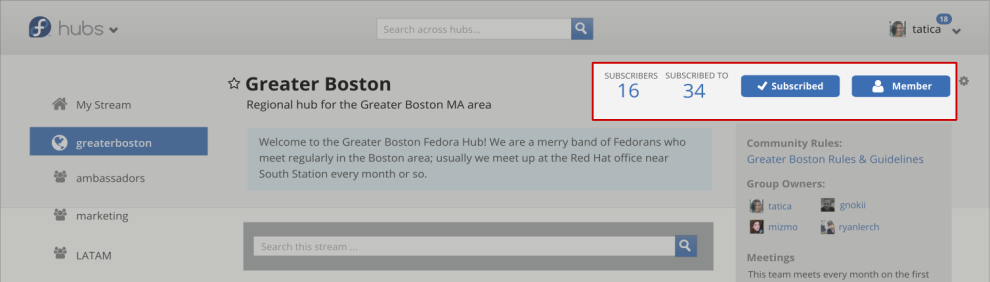 hubs
Search across hubs...
18
tatica
My Stream
greaterboston
ambassadors
marketing
LATAM
Greater Boston
Regional hub for the Greater Boston MA area
SUBSCRIBERS
16
SUBSCRIBED TO
34
Subscribed
Member
Welcome to the Greater Boston Fedora Hub! We are a merry band of Fedorans who
meet regularly in the Boston area; usually we meet up at the Red Hat office near
South Station every month or so.
Search this stream ...
Community Rules:
Greater Boston Rules & Guidelines
Group Owners:
tatica
gnokii
mizmo
ryanlerch
Meetings
This team meets every month on the first